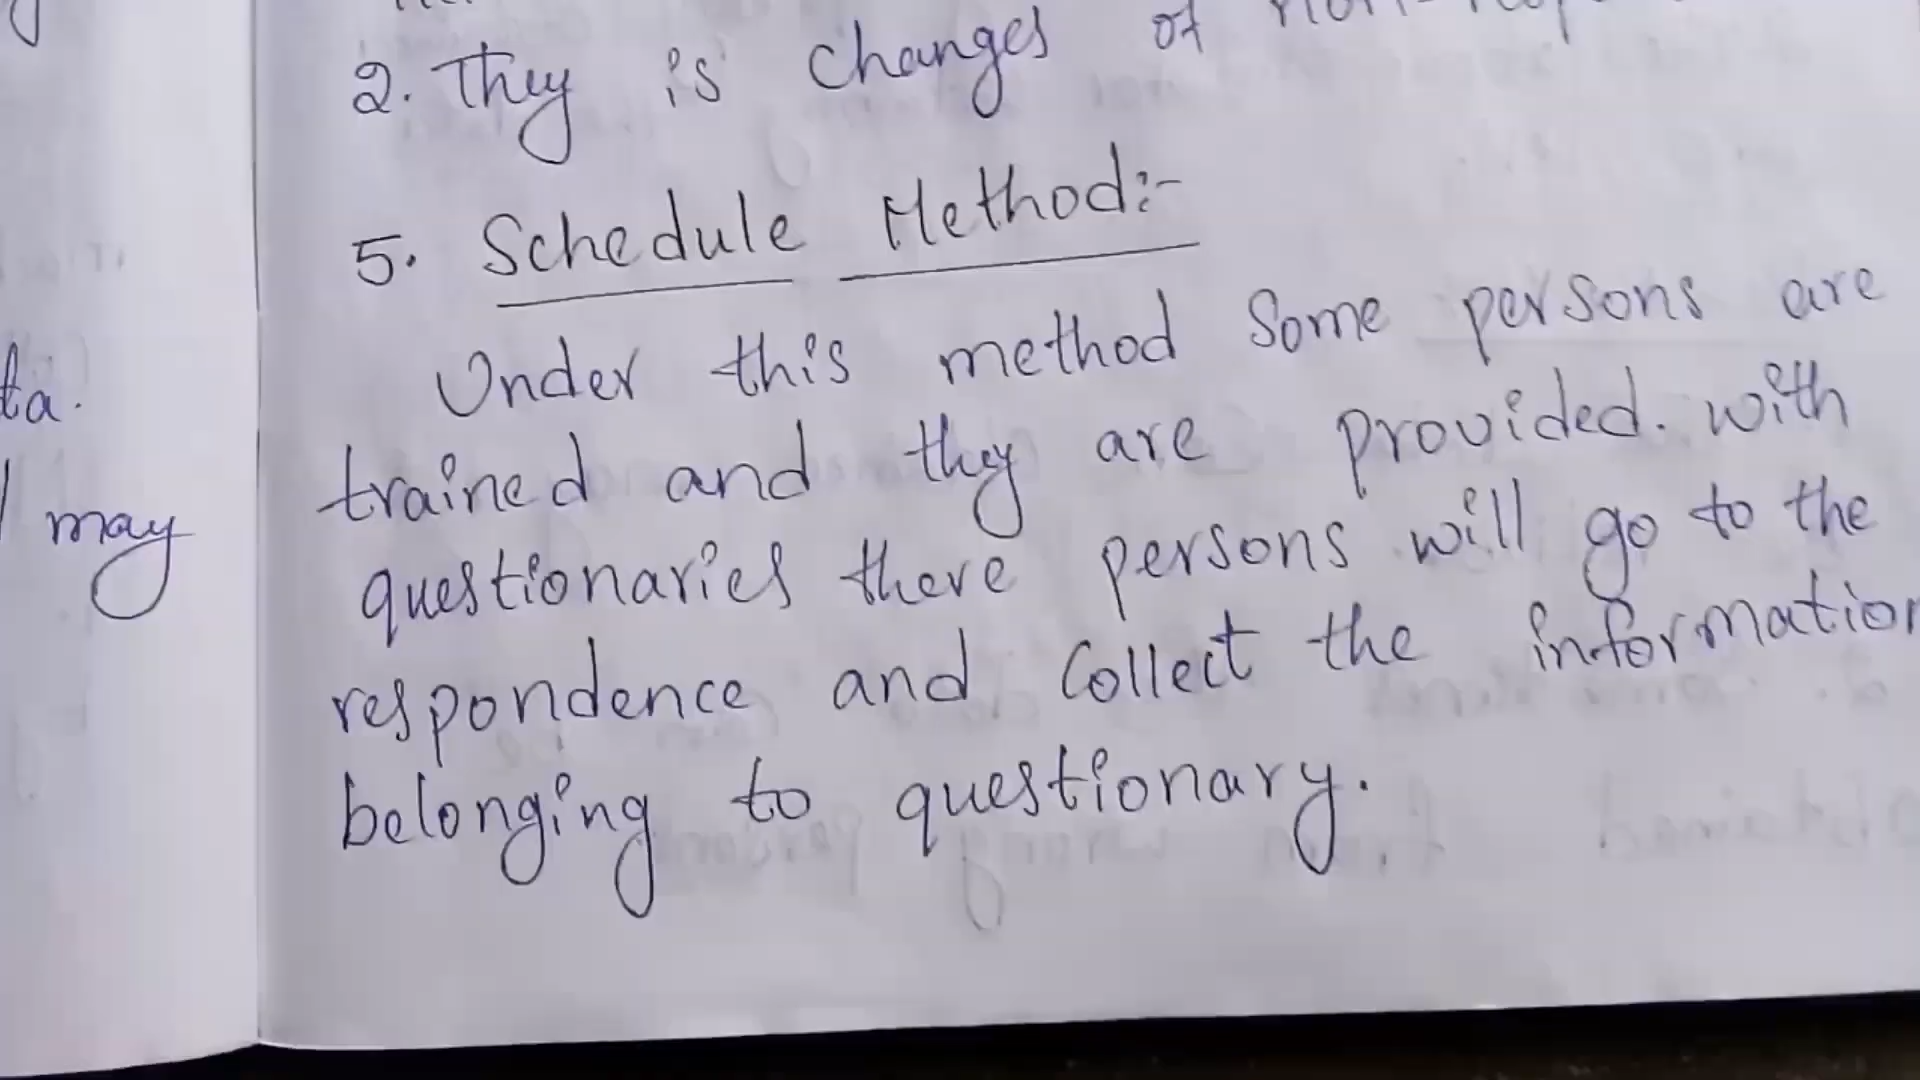 ta.
may
2. They is changes of
5. Schedule Method:-
Under this method some persons are
trained and they are provided. with
questionaries there persons will go to the
respondence and Collect the information
belonging to questionary.